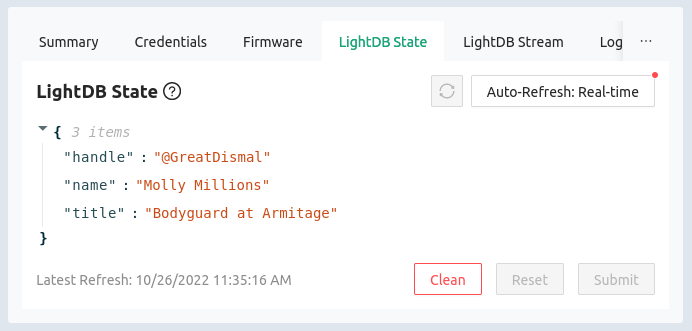 Summary Credentials Firmware LightDB State LightDB Stream Log ...
LightDB State ?
Auto-Refresh: Real-time
{ 3 items
"handle" : "@GreatDismal"
"name" : "Molly Millions"
"title" : "Bodyguard at Armitage"
}
Latest Refresh: 10/26/2022 11:35:16 AM Clean Reset Submit